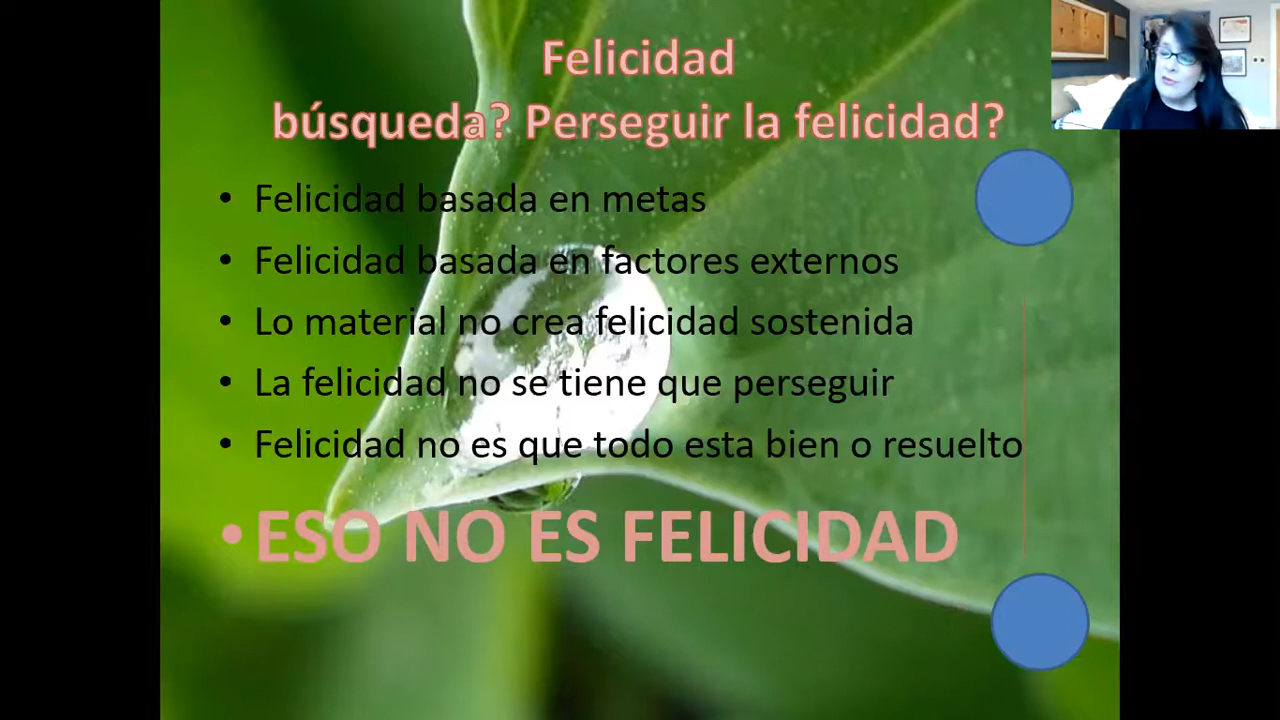 Felicidad
búsqueda? Perseguir la felicidad?
• Felicidad basada en metas
• Felicidad basada en factores externos
• Lo material no crea felicidad sostenida
• La felicidad no se tiene que perseguir
• Felicidad no es que todo esta bien o resuelto
• ESO NO ES FELICIDAD